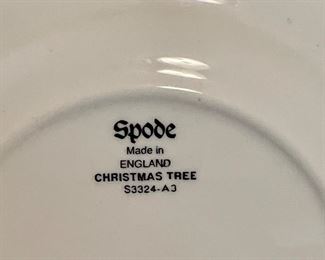 Spode
Made in
ENGLAND
CHRISTMAS TREE
S3324-A3